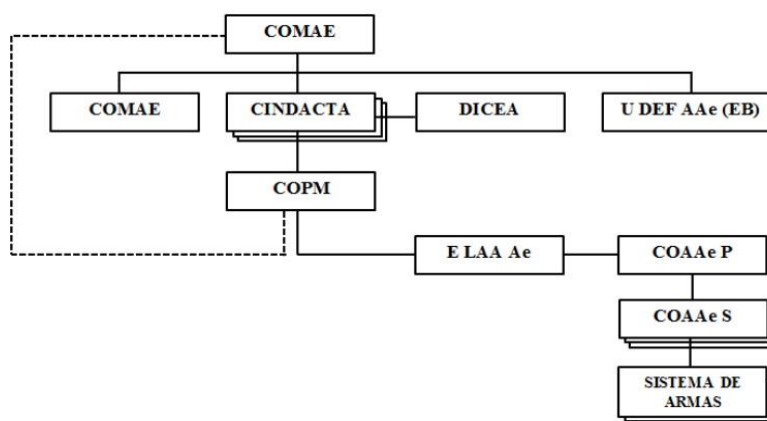 COMAE
COMAE
CINDACTA
DICEA
U DEF AAe (EB)
COPM
E LAA Ae
COAAe P
COAAe S
SISTEMA DE
ARMAS